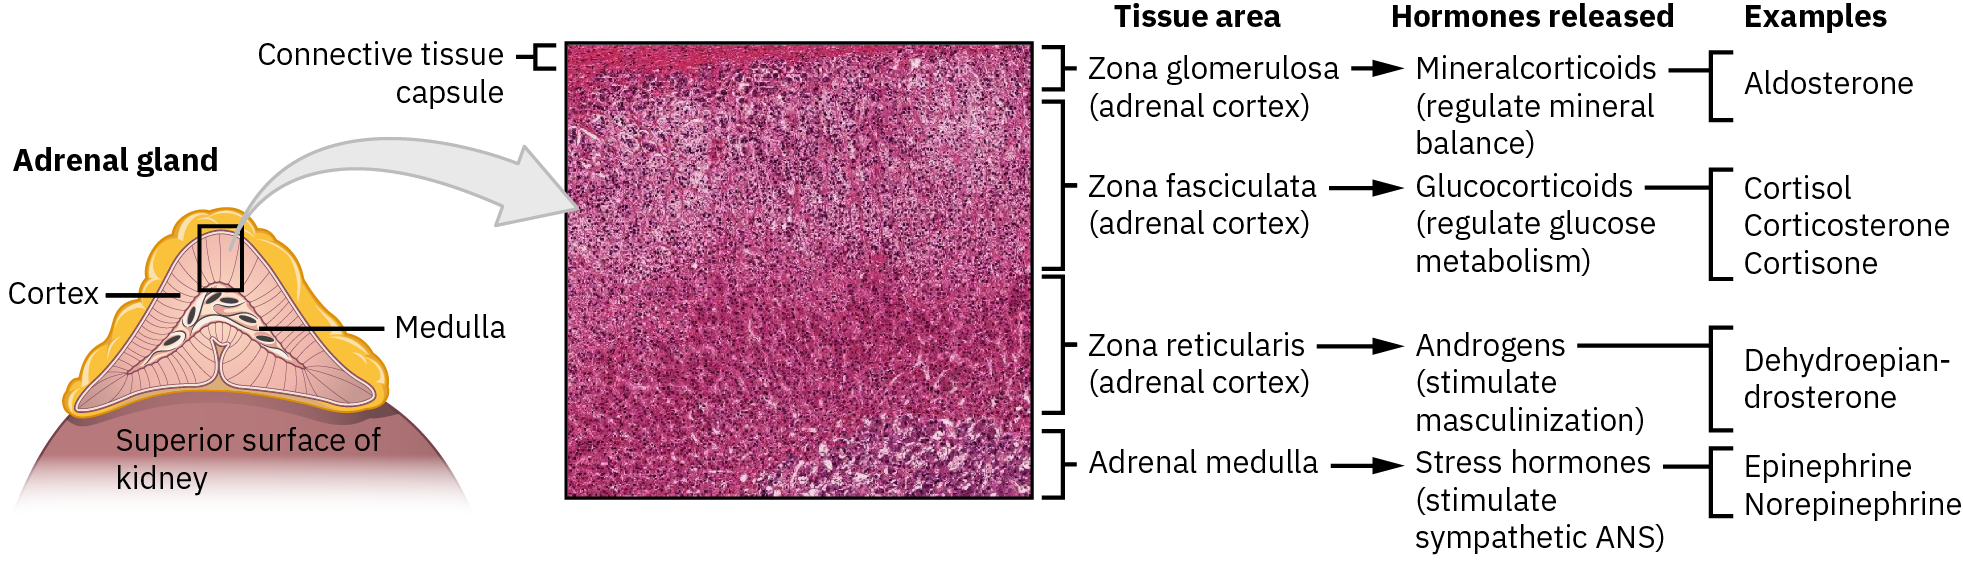 Adrenal gland
Cortex
Medulla
Superior surface of
kidney
Connective tissue
capsule
Tissue area
Zona glomerulosa
(adrenal cortex)
Zona fasciculata
(adrenal cortex)
Zona reticularis
(adrenal cortex)
Adrenal medulla
Hormones released
Mineralcorticoids
(regulate mineral
balance)
Glucocorticoids
(regulate glucose
metabolism)
Androgens
(stimulate
masculinization)
Stress hormones
(stimulate
sympathetic ANS)
Examples
Aldosterone
Cortisol
Corticosterone
Cortisone
Dehydroepian-
drosterone
Epinephrine
Norepinephrine